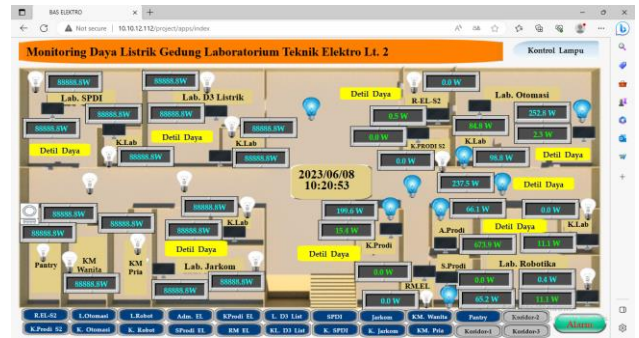 BAS ELEKTRO
Not secure | 10.10.12.112/project/apps/index
Monitoring Daya Listrik Gedung Laboratorium Teknik Elektro Lt. 2
Kontrol Lampu
88888.8W
88888.8W
Lab. SPDI
Lab. D3 Listrik
88888.8W
88888.8W
88888.8W
88888.8W
K.Lab
Detil Daya
Detil Daya
K.Lab
88888.8W
88888.8W
0.0 W
Detil Daya
R-EL-S2
Lab. Otomasi
0.5 W
252.8 W
84.8 W
0.0 W
2.3 W
K.PRODI S2
K.Lab
0.0 W
98.8 W
Detil Daya
2023/06/08
10:20:53
237.5 W
Detil Daya
88888.8W
88888.8W
88888.8W
88888.8W
88888.8W
K.Lab
Detil Daya
Pantry
KM
Wanita
KM
Pria
Lab. Jarkom
88888.8W
88888.8W
199.6 W
66.1 W
0.0 W
15.4 W
A.Prodi
Detil Daya
K.Lab
K.Prodi
673.9 W
11.1 W
Detil Daya
S.Prodi
Lab. Robotika
0.0 W
0.0 W
0.4 W
RM.EL
0.0 W
65.2 W
13.1 W
R.EL-S2
L.Otomasi
L.Robot
Adm. EL
KProdi EL
L. D3 List
SPDI
Jarkom
KM. Wanita
Pantry
Koridor-2
K.Prodi S2
K. Otomasi
K. Robot
SProdi EL
RM EL
KL. D3 List
K. SPDI
K. Jarkom
KM. Pria
Koridor-1
Koridor-3
Alarm